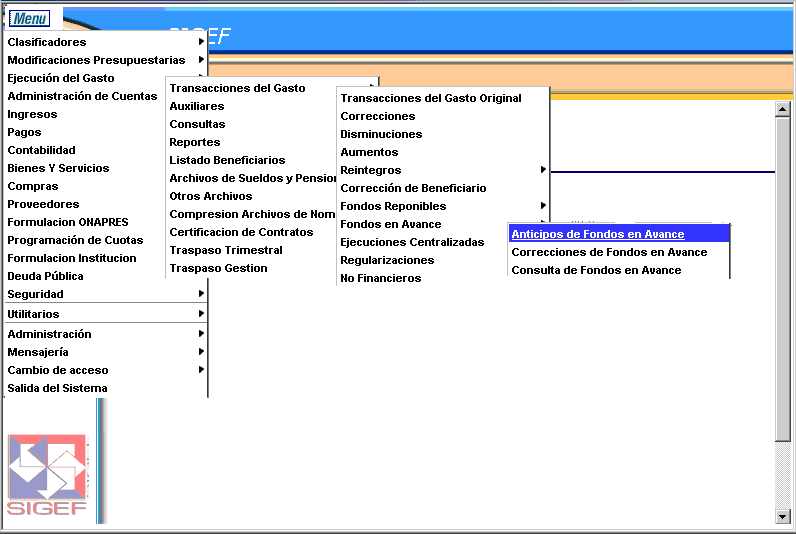 Menu
SIGEF
Clasificadores
Modificaciones Presupuestarias
Ejecución del Gasto
Administración de Cuentas
Ingresos
Pagos
Contabilidad
Bienes Y Servicios
Compras
Proveedores
Formulacion ONAPRES
Programación de Cuotas
Formulacion Institucion
Deuda Pública
Seguridad
Utilitarios
Administración
Mensajería
Cambio de acceso
Salida del Sistema
Transacciones del Gasto
Auxiliares
Consultas
Reportes
Listado Beneficiarios
Archivos de Sueldos y Pension
Otros Archivos
Compresion Archivos de Nom
Certificacion de Contratos
Traspaso Trimestral
Traspaso Gestion
Transacciones del Gasto Original
Correcciones
Disminuciones
Aumentos
Reintegros
Corrección de Beneficiario
Fondos Reponibles
Fondos en Avance
Ejecuciones Centralizadas
Regularizaciones
No Financieros
Anticipos de Fondos en Avance
Correcciones de Fondos en Avance
Consulta de Fondos en Avance
SIGEF